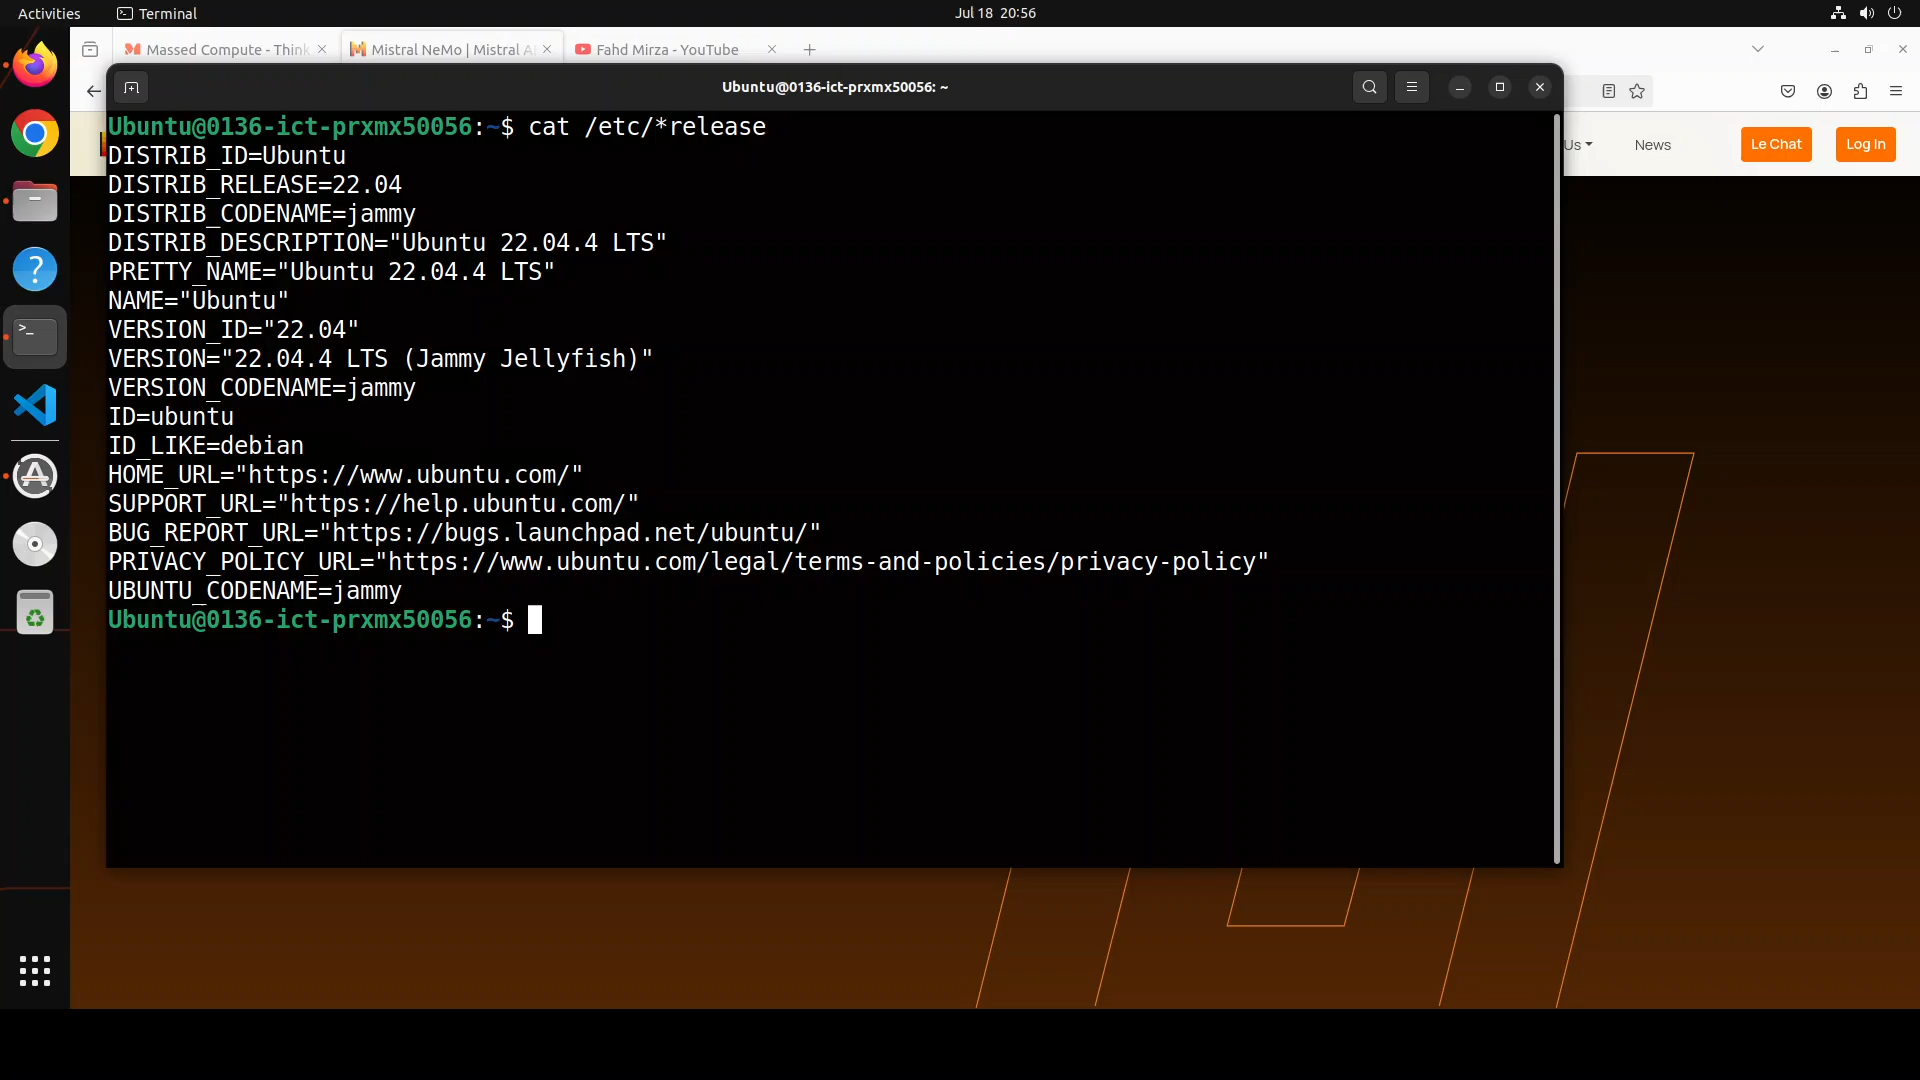 Activities
Terminal
Jul 18 20:56
Massed Compute - Think
Mistral NeMo | Mistral A
Fahd Mirza - YouTube
Ubuntu@0136-ict-prxmx50056: ~
Us
News
Le Chat
Log In
Ubuntu@0136-ict-prxmx50056:~$ cat /etc/*release
DISTRIB_ID=Ubuntu
DISTRIB_RELEASE=22.04
DISTRIB_CODENAME=jammy
DISTRIB_DESCRIPTION="Ubuntu 22.04.4 LTS"
PRETTY_NAME="Ubuntu 22.04.4 LTS"
NAME="Ubuntu"
VERSION_ID="22.04"
VERSION="22.04.4 LTS (Jammy Jellyfish)"
VERSION_CODENAME=jammy
ID=ubuntu
ID_LIKE=debian
HOME_URL="https://www.ubuntu.com/"
SUPPORT_URL="https://help.ubuntu.com/"
BUG_REPORT_URL="https://bugs.launchpad.net/ubuntu/"
PRIVACY_POLICY_URL="https://www.ubuntu.com/legal/terms-and-policies/privacy-policy"
UBUNTU_CODENAME=jammy
Ubuntu@0136-ict-prxmx50056:~$